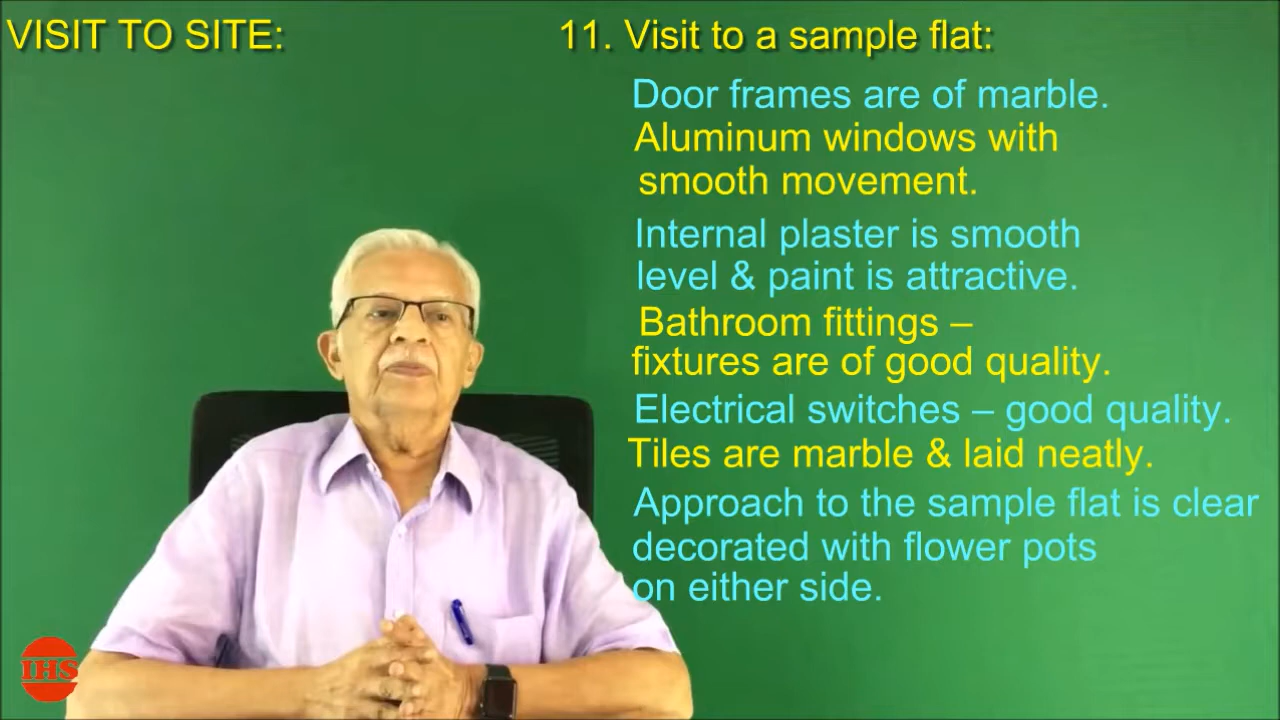 VISIT TO SITE:
11. Visit to a sample flat:
Door frames are of marble.
Aluminum windows with
smooth movement.
Internal plaster is smooth
level & paint is attractive.
Bathroom fittings –
fixtures are of good quality.
Electrical switches – good quality.
Tiles are marble & laid neatly.
Approach to the sample flat is clear
decorated with flower pots
on either side.
IHS